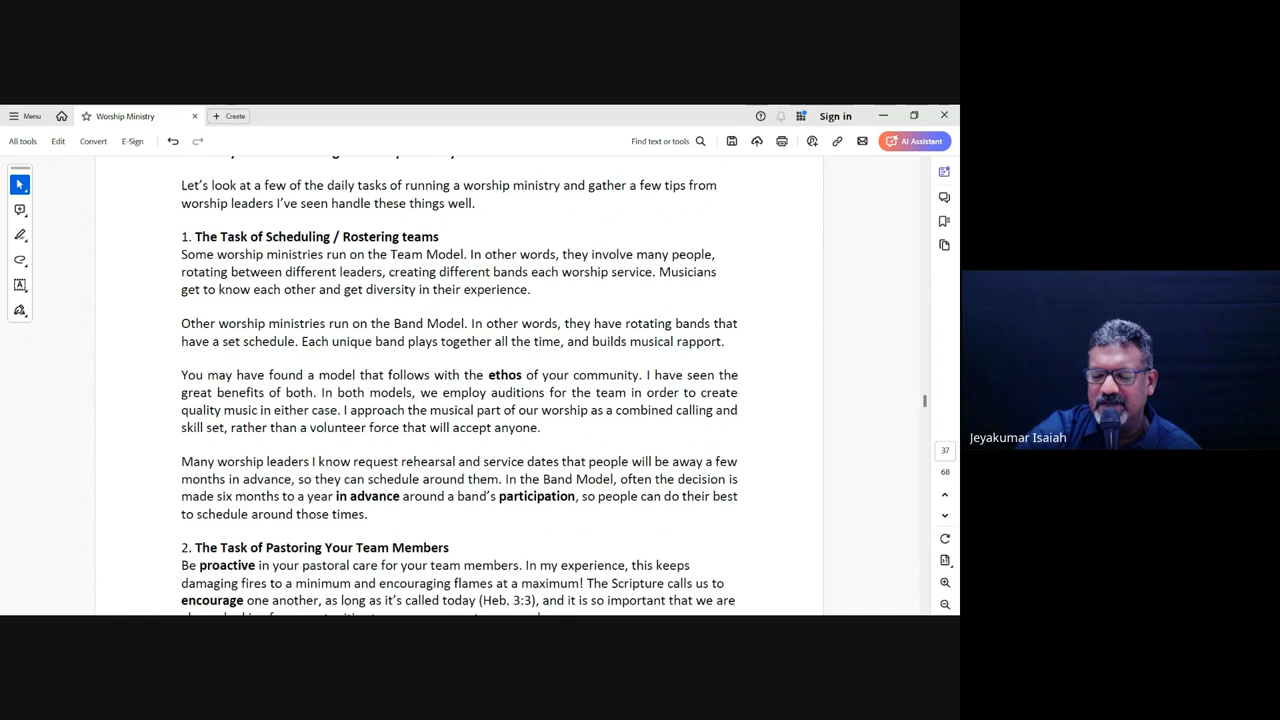 Menu
Worship Ministry
Create
Sign in
All tools
Edit
Convert
E-Sign
Find text or tools
AI Assistant
Let's look at a few of the daily tasks of running a worship ministry and gather a few tips from
worship leaders I've seen handle these things well.
1. The Task of Scheduling / Rostering teams
Some worship ministries run on the Team Model. In other words, they involve many people,
rotating between different leaders, creating different bands each worship service. Musicians
get to know each other and get diversity in their experience.
Other worship ministries run on the Band Model. In other words, they have rotating bands that
have a set schedule. Each unique band plays together all the time, and builds musical rapport.
You may have found a model that follows with the ethos of your community. I have seen the
great benefits of both. In both models, we employ auditions for the team in order to create
quality music in either case. I approach the musical part of our worship as a combined calling and
skill set, rather than a volunteer force that will accept anyone.
Many worship leaders I know request rehearsal and service dates that people will be away a few
months in advance, so they can schedule around them. In the Band Model, often the decision is
made six months to a year in advance around a band's participation, so people can do their best
to schedule around those times.
2. The Task of Pastoring Your Team Members
Be proactive in your pastoral care for your team members. In my experience, this keeps
damaging fires to a minimum and encouraging flames at a maximum! The Scripture calls us to
encourage one another, as long as it's called today (Heb. 3:3), and it is so important that we are
37
68
Jeyakumar Isaiah